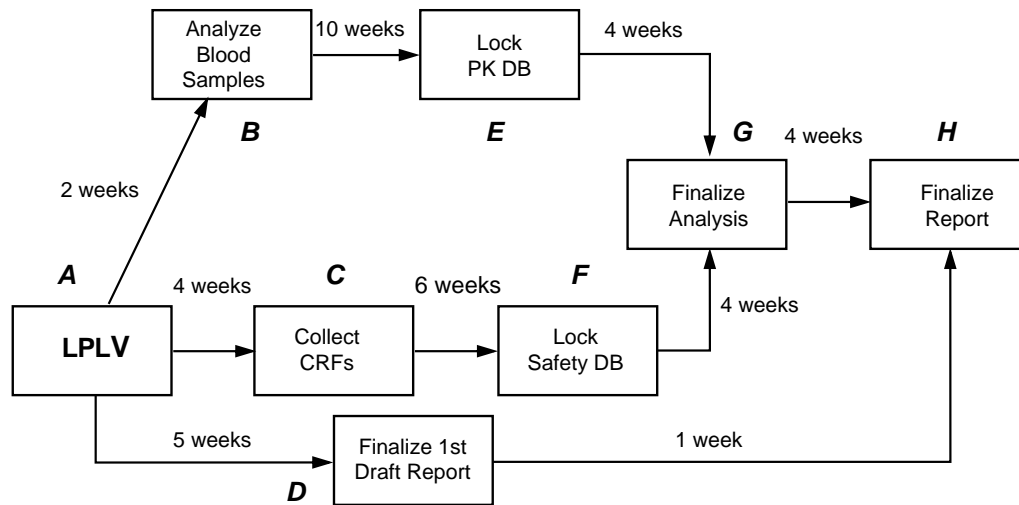 Analyze
Blood
Samples
10 weeks
Lock
PK DB
4 weeks
B
E
G
4 weeks
H
2 weeks
Finalize
Analysis
Finalize
Report
A
4 weeks
C
6 weeks
F
4 weeks
LPLV
Collect
CRFs
Lock
Safety DB
5 weeks
Finalize 1st
Draft Report
1 week
D